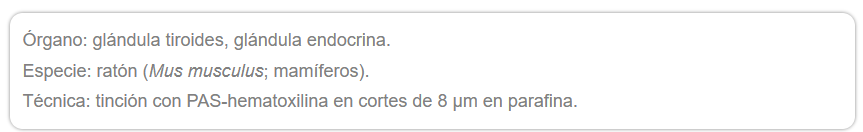 Órgano: glándula tiroides, glándula endocrina.
Especie: ratón (Mus musculus; mamíferos).
Técnica: tinción con PAS-hematoxilina en cortes de 8 µm en parafina.